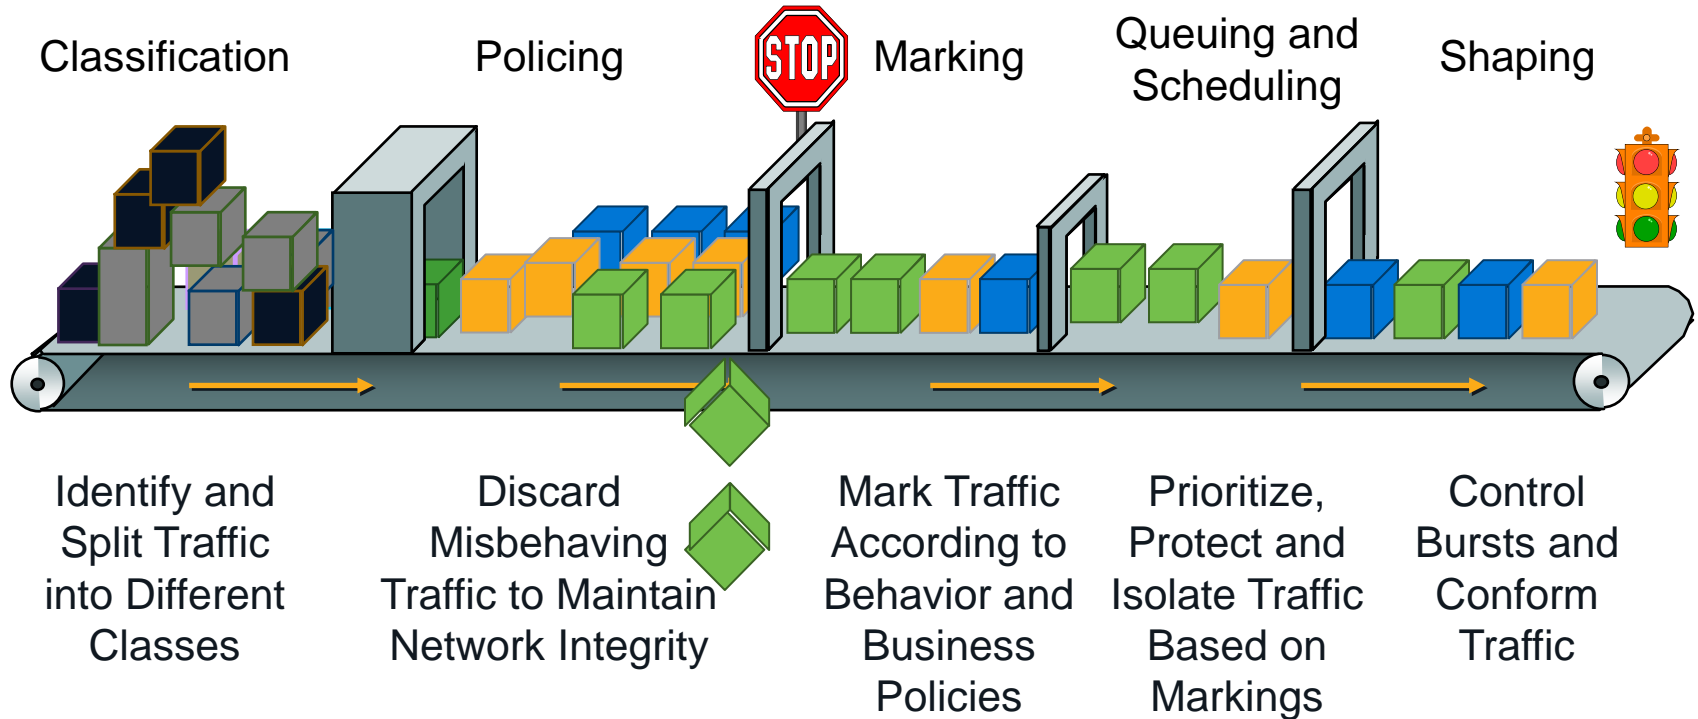 Classification
Policing
STOP
Marking
Queuing and
Scheduling
Shaping
Identify and
Split Traffic
into Different
Classes
Discard
Misbehaving
Traffic to Maintain
Network Integrity
Mark Traffic
According to
Behavior and
Business
Policies
Prioritize,
Protect and
Isolate Traffic
Based on
Markings
Control
Bursts and
Conform
Traffic